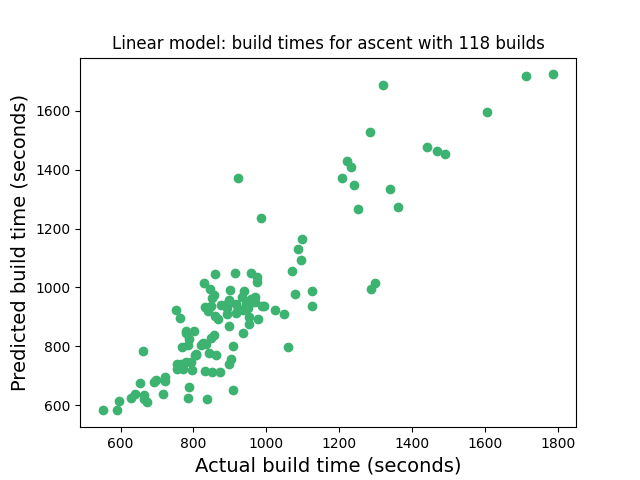 Linear model: build times for ascent with 118 builds
1600
1400
1200
1000
800
600
Predicted build time (seconds)
600 800 1000 1200 1400 1600 1800
Actual build time (seconds)